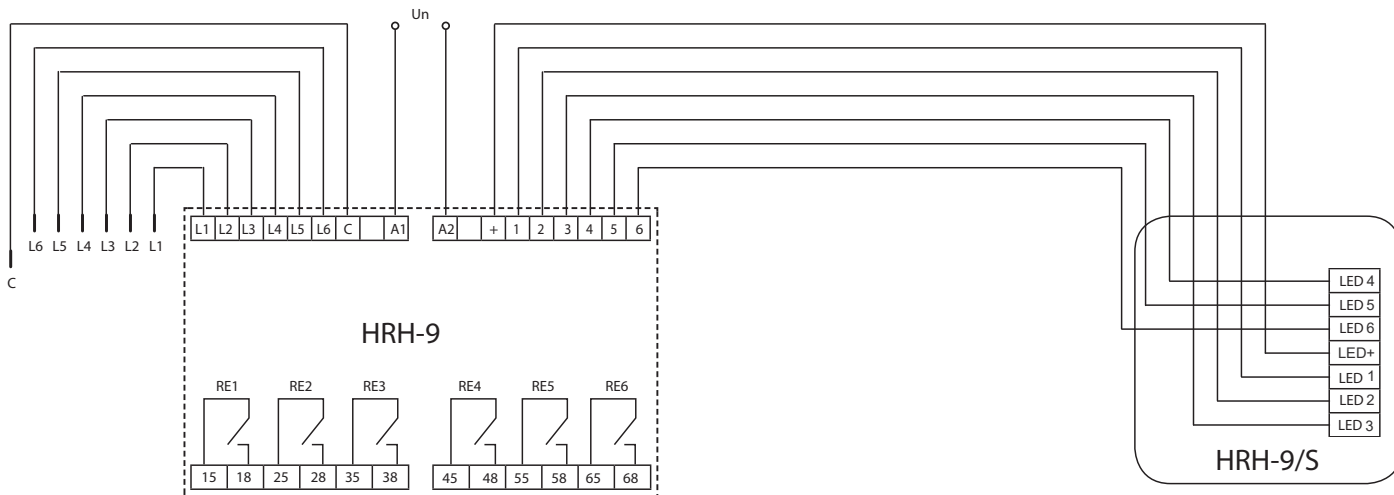 Un
L6 L5 L4 L3 L2 L1
C
L1 L2 L3 L4 L5 L6 C A1
A2 + 1 2 3 4 5 6
HRH-9
RE1 RE2 RE3 RE4 RE5 RE6
15 18 25 28 35 38
45 48 55 58 65 68
LED 4
LED 5
LED 6
LED+
LED 1
LED 2
LED 3
HRH-9/S